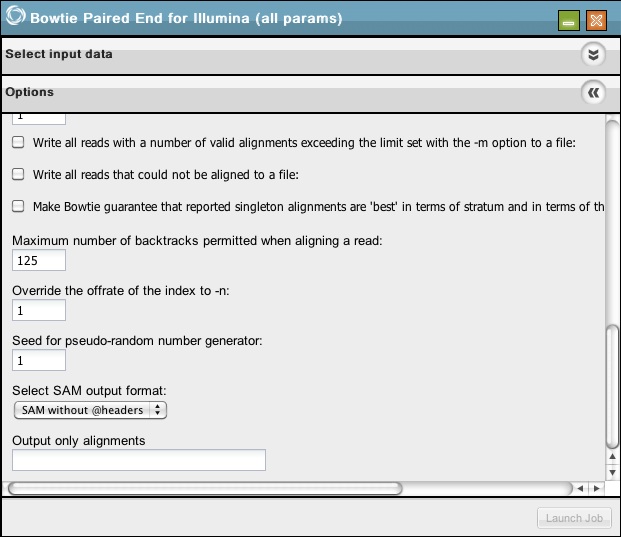 Bowtie Paired End for Illumina (all params)
Select input data
Options
1
Write all reads with a number of valid alignments exceeding the limit set with the -m option to a file:
Write all reads that could not be aligned to a file:
Make Bowtie guarantee that reported singleton alignments are 'best' in terms of stratum and in terms of th
Maximum number of backtracks permitted when aligning a read:
125
Override the offrate of the index to -n:
1
Seed for pseudo-random number generator:
1
Select SAM output format:
SAM without @headers
Output only alignments
Launch Job